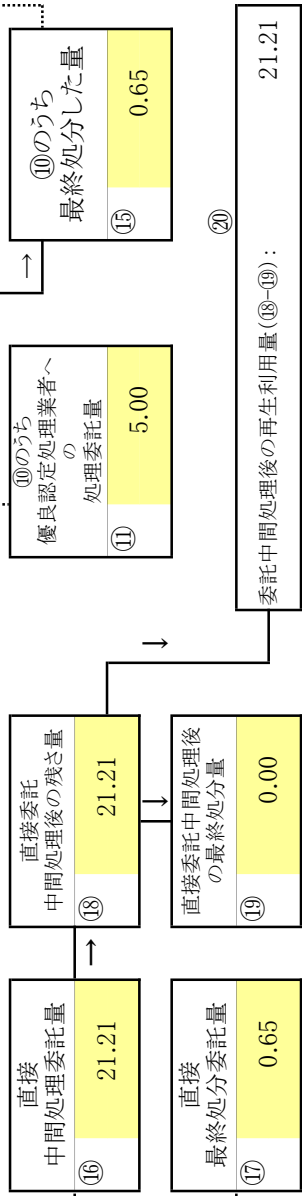 直接
中間処理委託量
⑯
21.21
→
直接委託
中間処理後の残さ量
⑱
21.21
→
⑩のうち
優良認定処理業者へ
の
処理委託量
⑪
5.00
→
⑩のうち
最終処分した量
⑮
0.65
直接
最終処分委託量
⑰
0.65
直接委託中間処理後
の最終処分量
⑲
0.00
→
⑳
委託中間処理後の再生利用量(⑱-⑲): 21.21